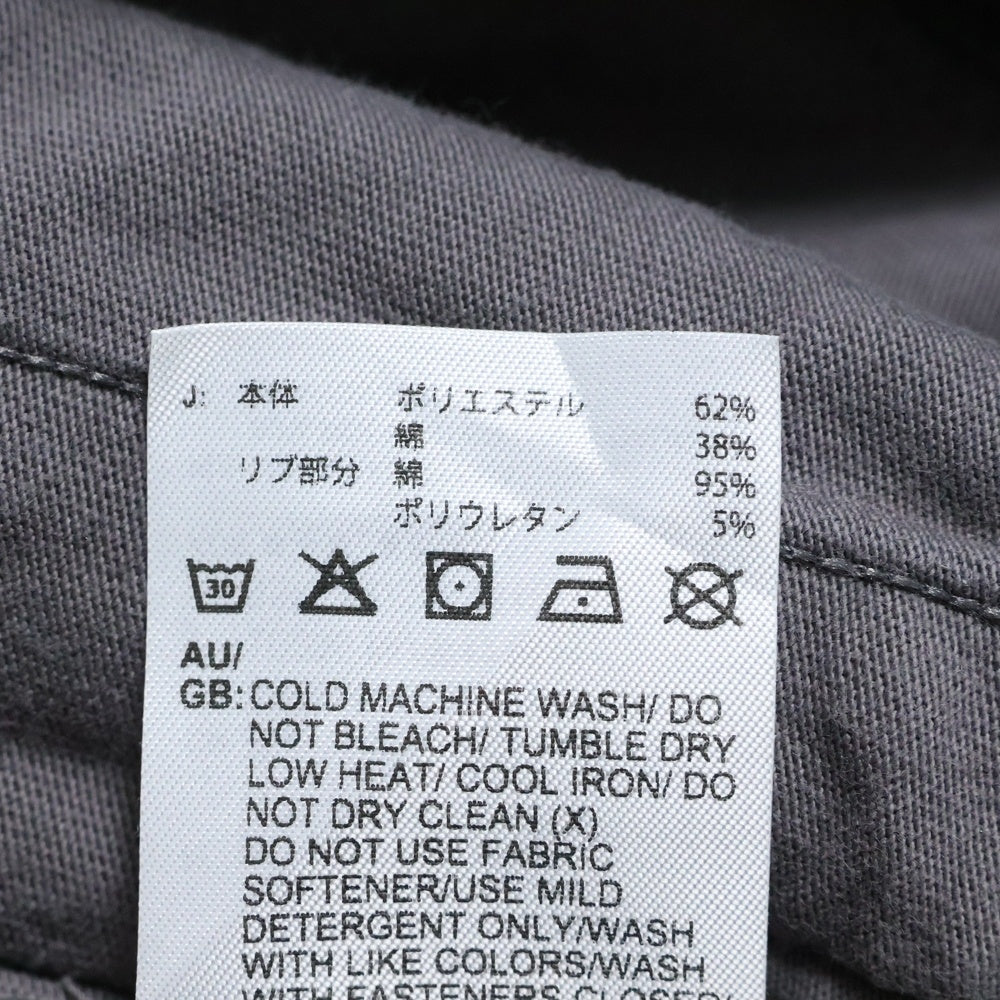 J: 本体 ポリエステル 62%
綿 38%
リブ部分 綿 95%
ポリウレタン 5%
30
AU/
GB: COLD MACHINE WASH/ DO
NOT BLEACH/ TUMBLE DRY
LOW HEAT/ COOL IRON/ DO
NOT DRY CLEAN (X)
DO NOT USE FABRIC
SOFTENER/USE MILD
DETERGENT ONLY/WASH
WITH LIKE COLORS/WASH
WITH FASTENERS CLOSED/